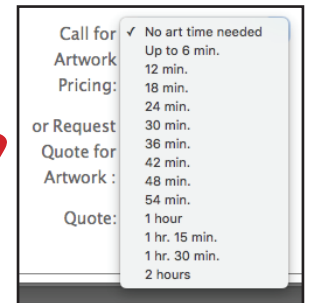 Call for
Artwork
Pricing:
or Request
Quote for
Artwork :
Quote:
✓ No art time needed
Up to 6 min.
12 min.
18 min.
24 min.
30 min.
36 min.
42 min.
48 min.
54 min.
1 hour
1 hr. 15 min.
1 hr. 30 min.
2 hours